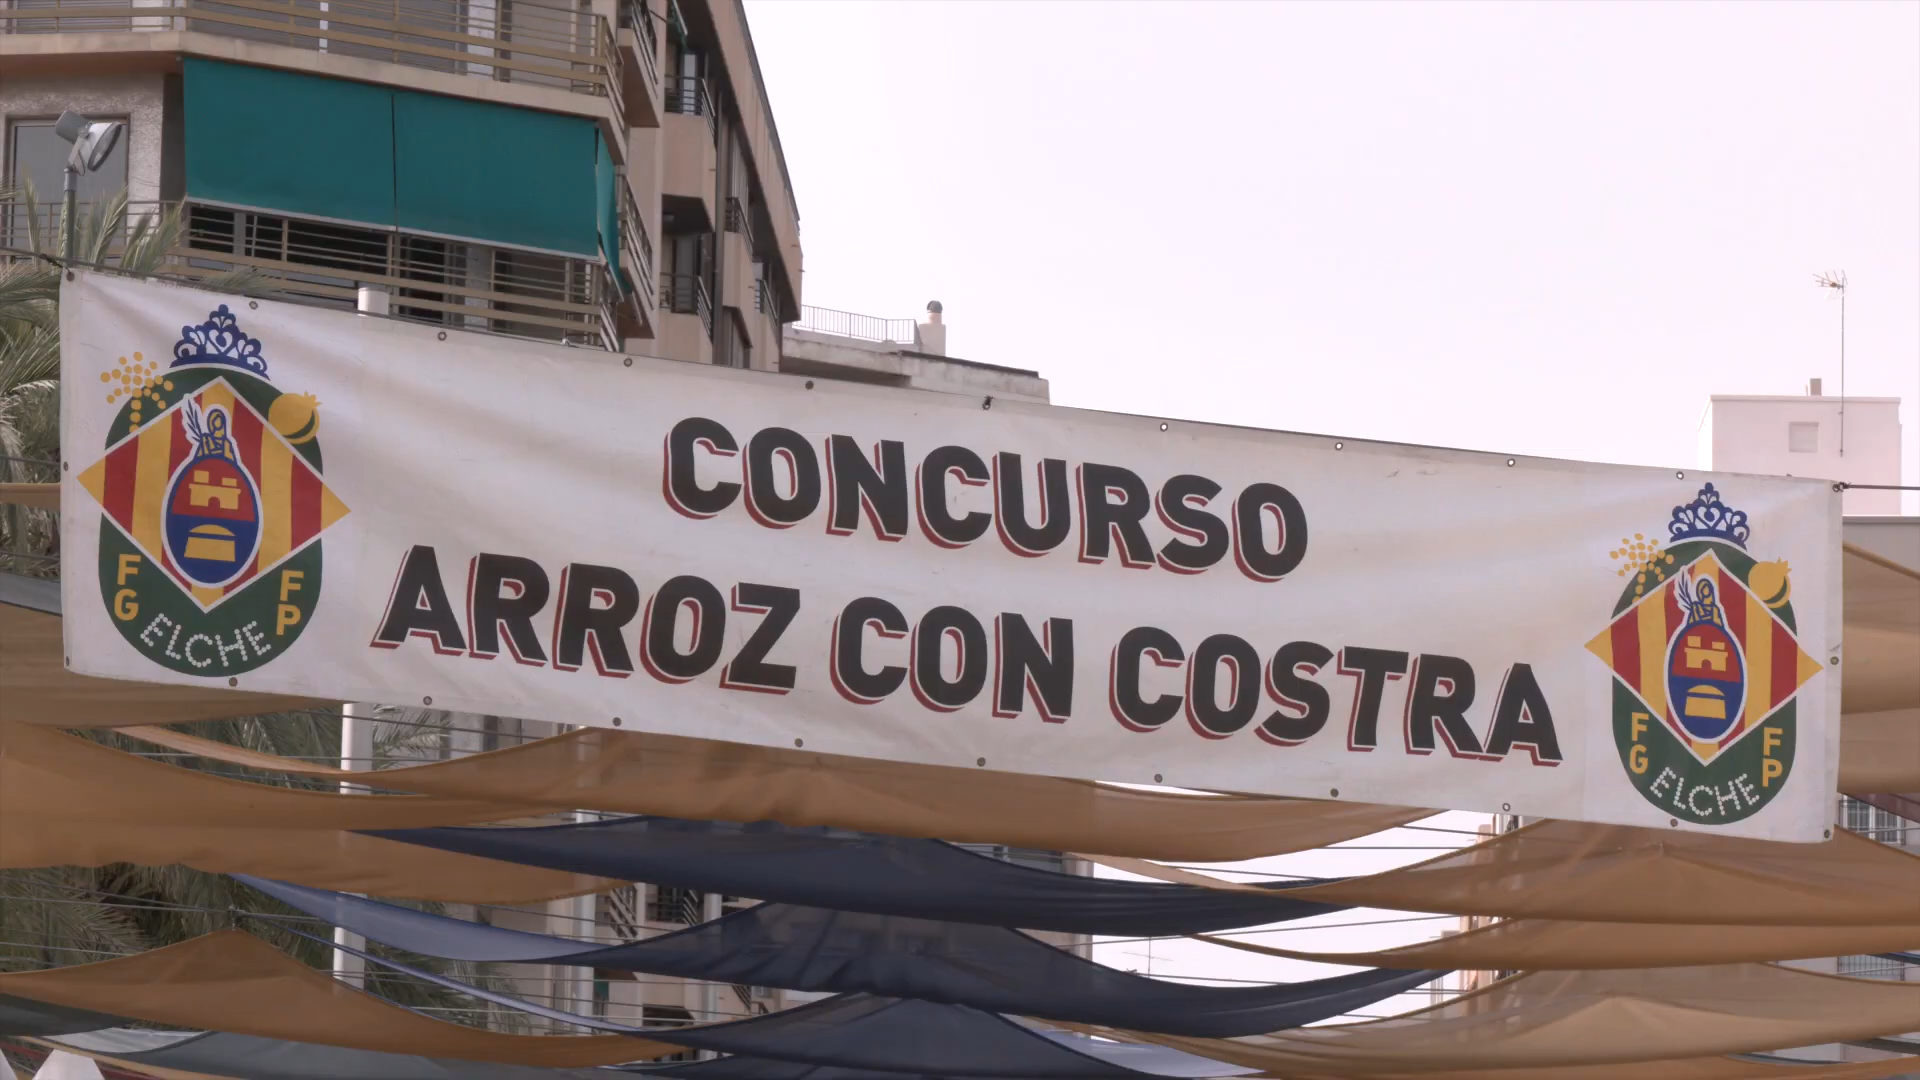 CONCURSO
ARROZ CON COSTRA
FG FP
ELCHE
FG FP
ELCHE